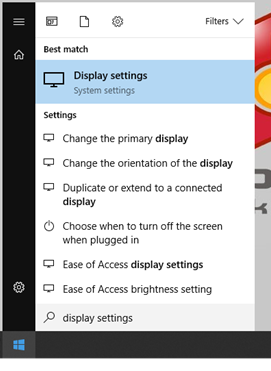 Filters
Best match
Display settings
System settings
Settings
Change the primary display
Change the orientation of the display
Duplicate or extend to a connected
display
Choose when to turn off the screen
when plugged in
Ease of Access display settings
Ease of Access brightness setting
display settings